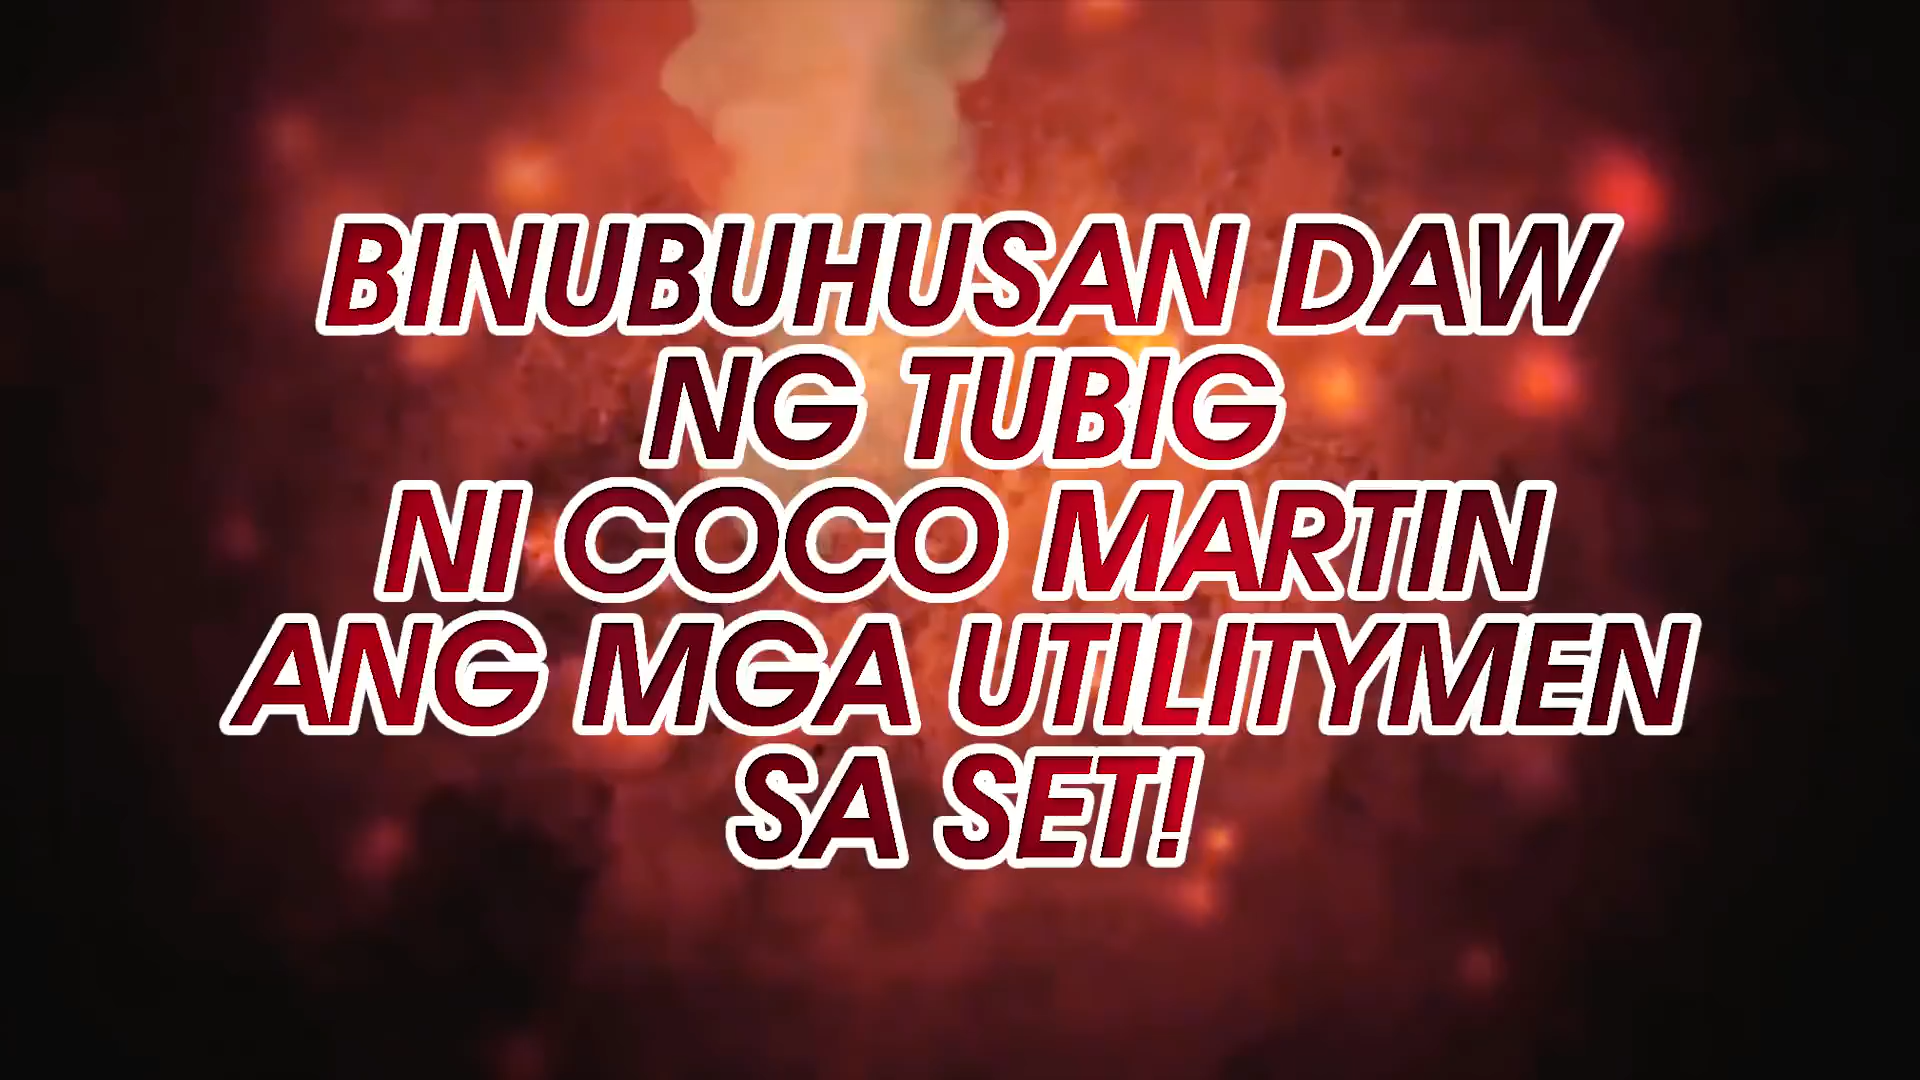 BINUBUHUSAN DAW
NG TUBIG
NI COCO MARTIN
ANG MGA UTILITYMEN
SA SET!